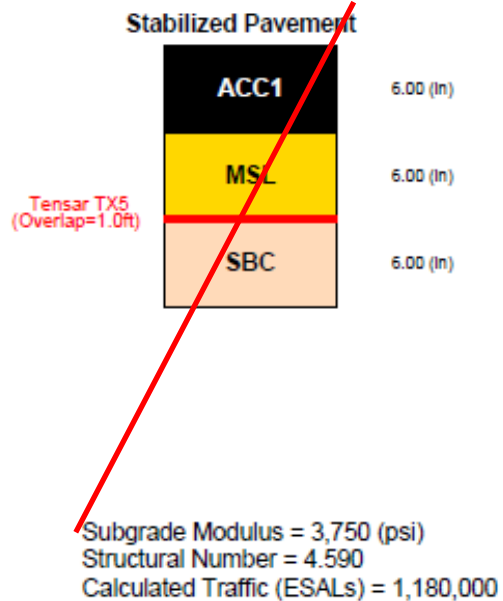 Stabilized Pavement
ACC1
6.00 (in)
MSL
6.00 (in)
Tensar TX5
(Overlap=1.0ft)
SBC
6.00 (in)
Subgrade Modulus = 3,750 (psi)
Structural Number = 4.590
Calculated Traffic (ESALs) = 1,180,000